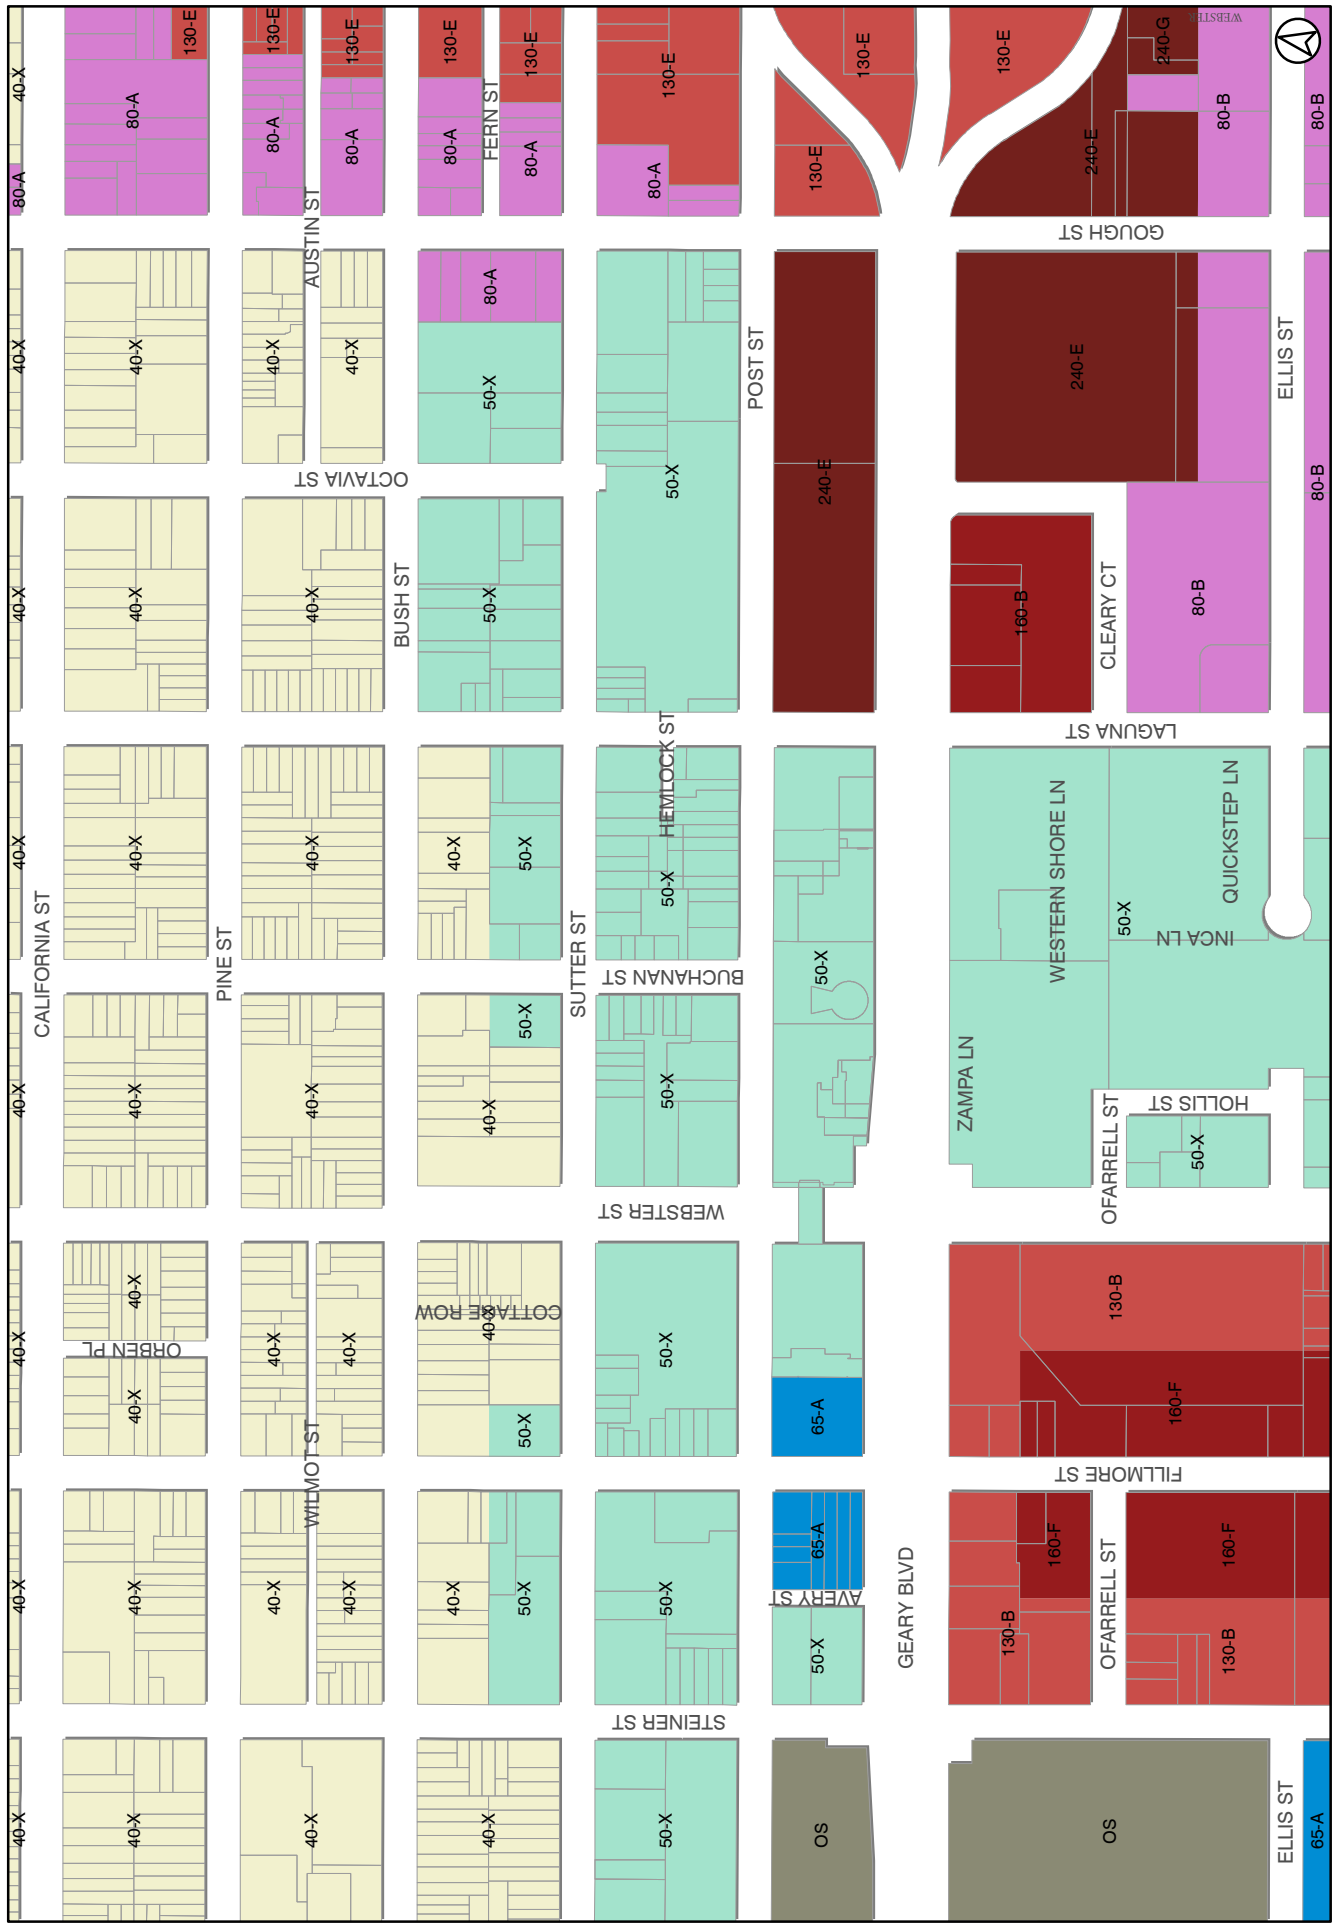 130-E
130-E
130-E
130-E
130-E
130-E
130-E
130-E
240-G
WEBSTER
40-X
80-A
80-A
80-A
80-A
FERN ST
80-A
80-A
130-E
240-E
80-B
80-B
80-A
AUSTIN ST
GOUGH ST
40-X
40-X
40-X
40-X
80-A
50-X
POST ST
240-E
ELLIS ST
OCTAVIA ST
50-X
240-E
80-B
40-X
40-X
BUSH ST
50-X
160-B
CLEARY CT
80-B
LAGUNA ST
HEMLOCK ST
40-X
40-X
40-X
40-X
50-X
50-X
WESTERN SHORE LN
QUICKSTEP LN
50-X
INCA LN
CALIFORNIA ST
PINE ST
SUTTER ST
BUCHANAN ST
50-X
40-X
40-X
40-X
50-X
40-X
50-X
ZAMPA LN
OFARRELL ST
HOLLIS ST
50-X
WEBSTER ST
40-X
40-X
ORBEN PL
40-X
40-X
40-X
COTTAGE ROW
40-X
50-X
50-X
65-A
130-B
160-F
WILMOT ST
FILLMORE ST
40-X
40-X
40-X
40-X
40-X
50-X
50-X
65-A
AVERY ST
50-X
GEARY BLVD
160-F
130-B
OFARRELL ST
160-F
130-B
STEINER ST
40-X
40-X
40-X
40-X
50-X
OS
OS
ELLIS ST
65-A